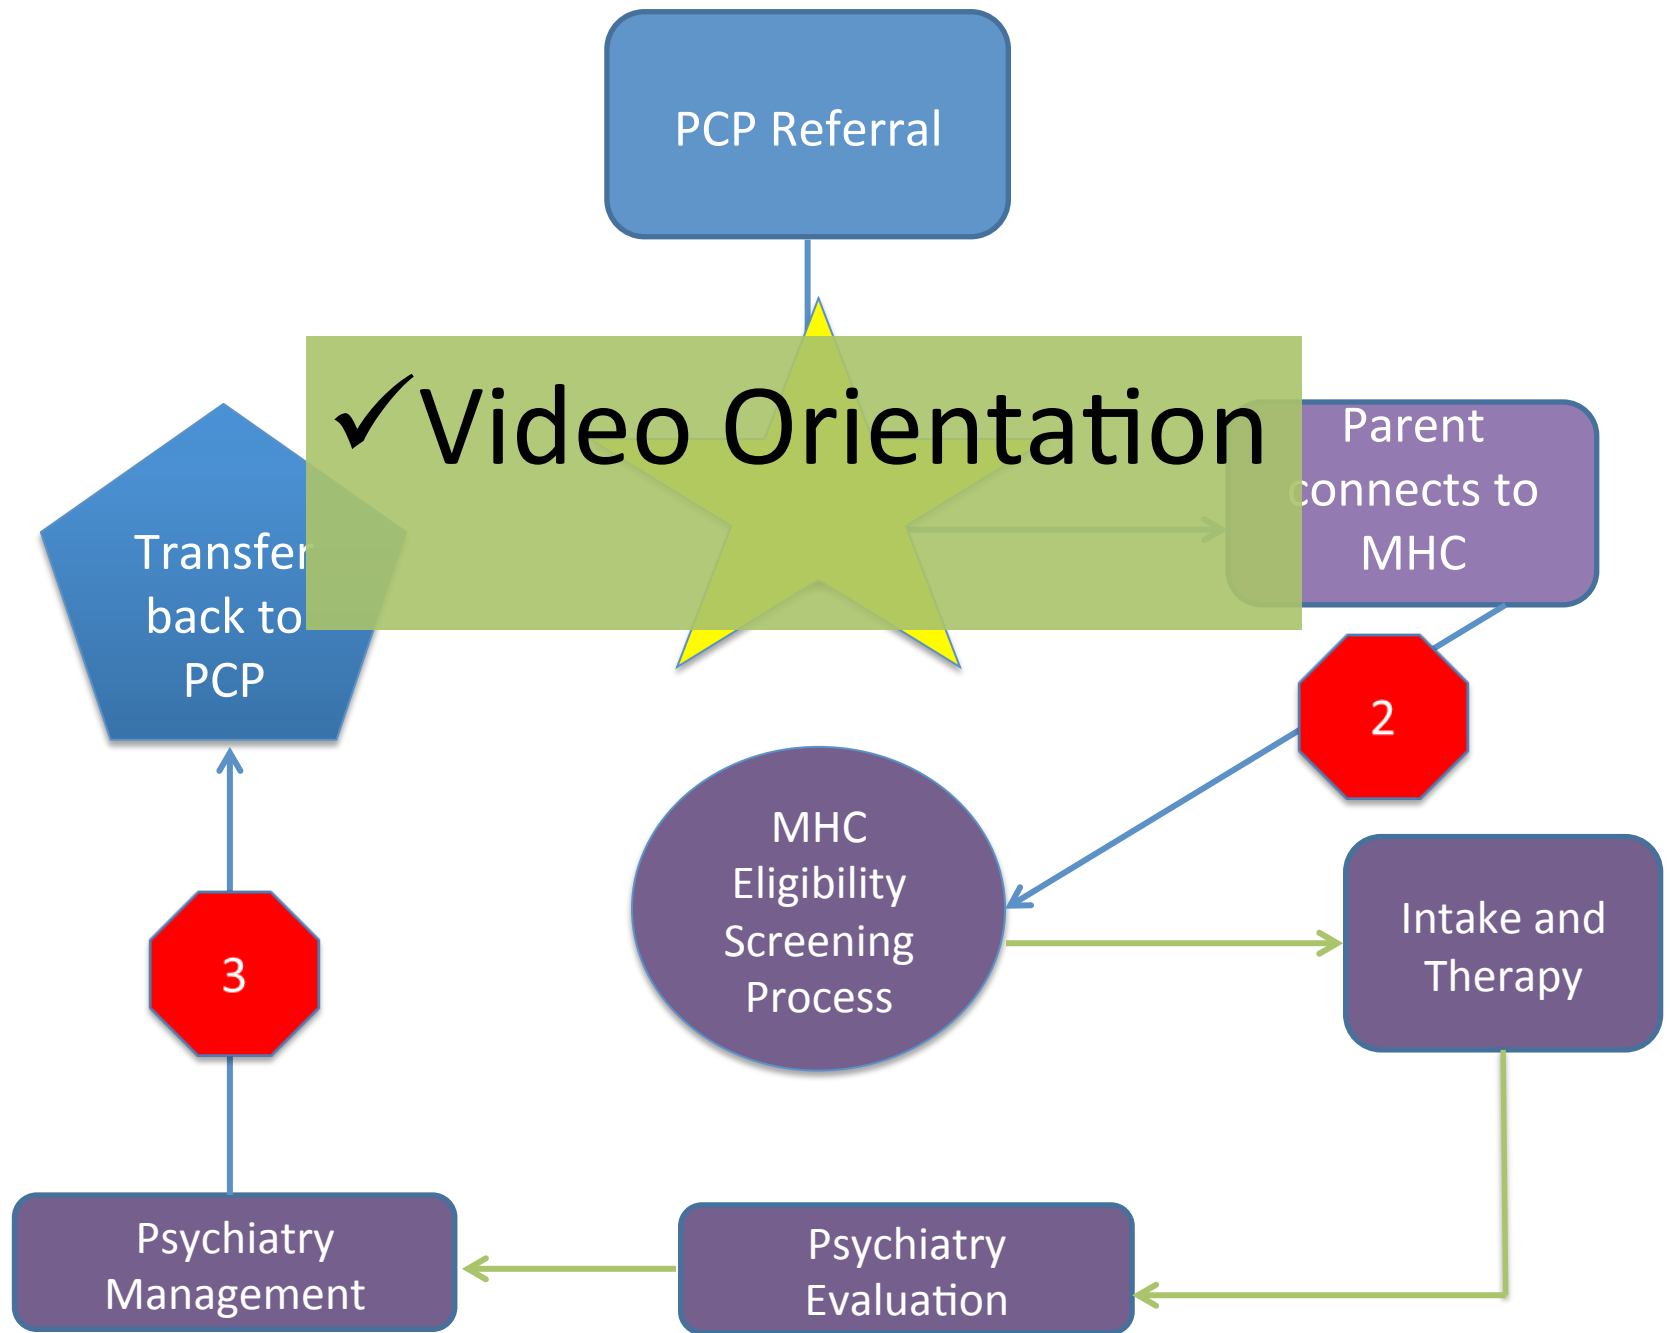 PCP Referral
✓Video Orientation
Parent
connects to
MHC
Transfer
back to
PCP
2
MHC
Eligibility
Screening
Process
Intake and
Therapy
3
Psychiatry
Management
Psychiatry
Evaluation